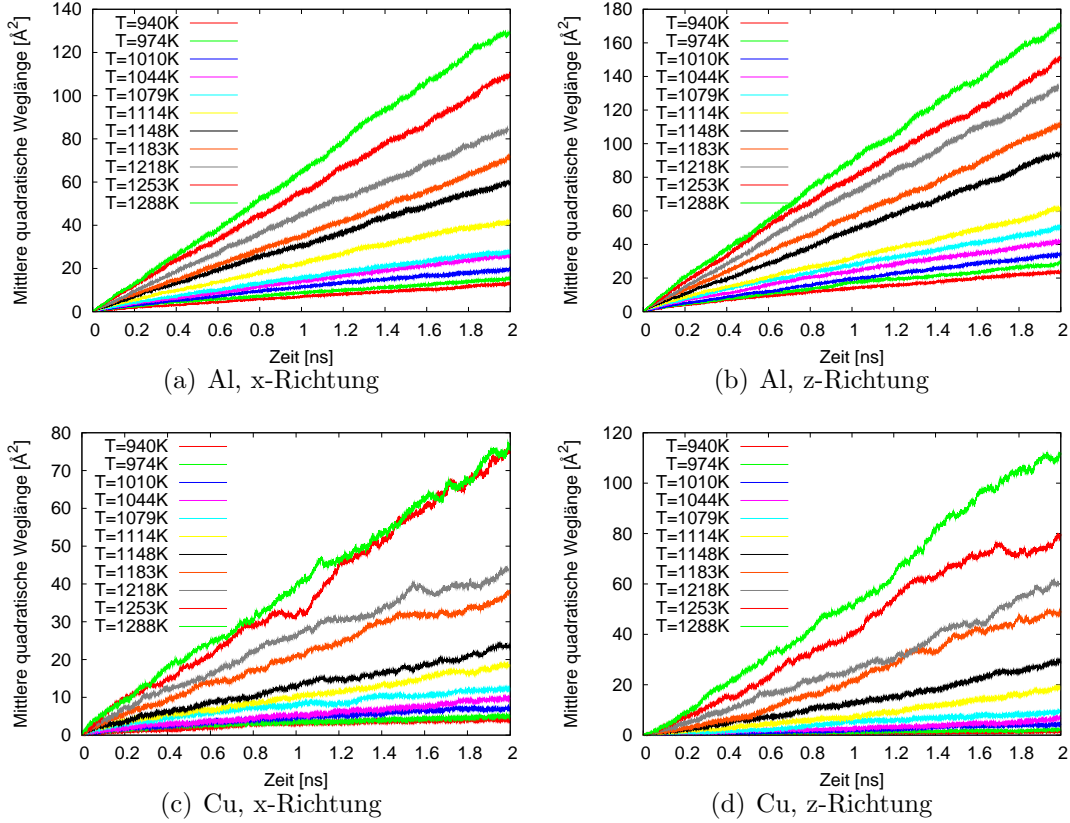 Mittlere quadratische Weglänge [Å²]
140
120
100
80
60
40
20
0
T=940K
T=974K
T=1010K
T=1044K
T=1079K
T=1114K
T=1148K
T=1183K
T=1218K
T=1253K
T=1288K
0 0.2 0.4 0.6 0.8 1 1.2 1.4 1.6 1.8 2
Zeit [ns]
(a) Al, x-Richtung
Mittlere quadratische Weglänge [Å²]
180
160
140
120
100
80
60
40
20
0
T=940K
T=974K
T=1010K
T=1044K
T=1079K
T=1114K
T=1148K
T=1183K
T=1218K
T=1253K
T=1288K
0 0.2 0.4 0.6 0.8 1 1.2 1.4 1.6 1.8 2
Zeit [ns]
(b) Al, z-Richtung
Mittlere quadratische Weglänge [Å²]
80
70
60
50
40
30
20
10
0
T=940K
T=974K
T=1010K
T=1044K
T=1079K
T=1114K
T=1148K
T=1183K
T=1218K
T=1253K
T=1288K
0 0.2 0.4 0.6 0.8 1 1.2 1.4 1.6 1.8 2
Zeit [ns]
(c) Cu, x-Richtung
Mittlere quadratische Weglänge [Å²]
120
100
80
60
40
20
0
T=940K
T=974K
T=1010K
T=1044K
T=1079K
T=1114K
T=1148K
T=1183K
T=1218K
T=1253K
T=1288K
0 0.2 0.4 0.6 0.8 1 1.2 1.4 1.6 1.8 2
Zeit [ns]
(d) Cu, z-Richtung